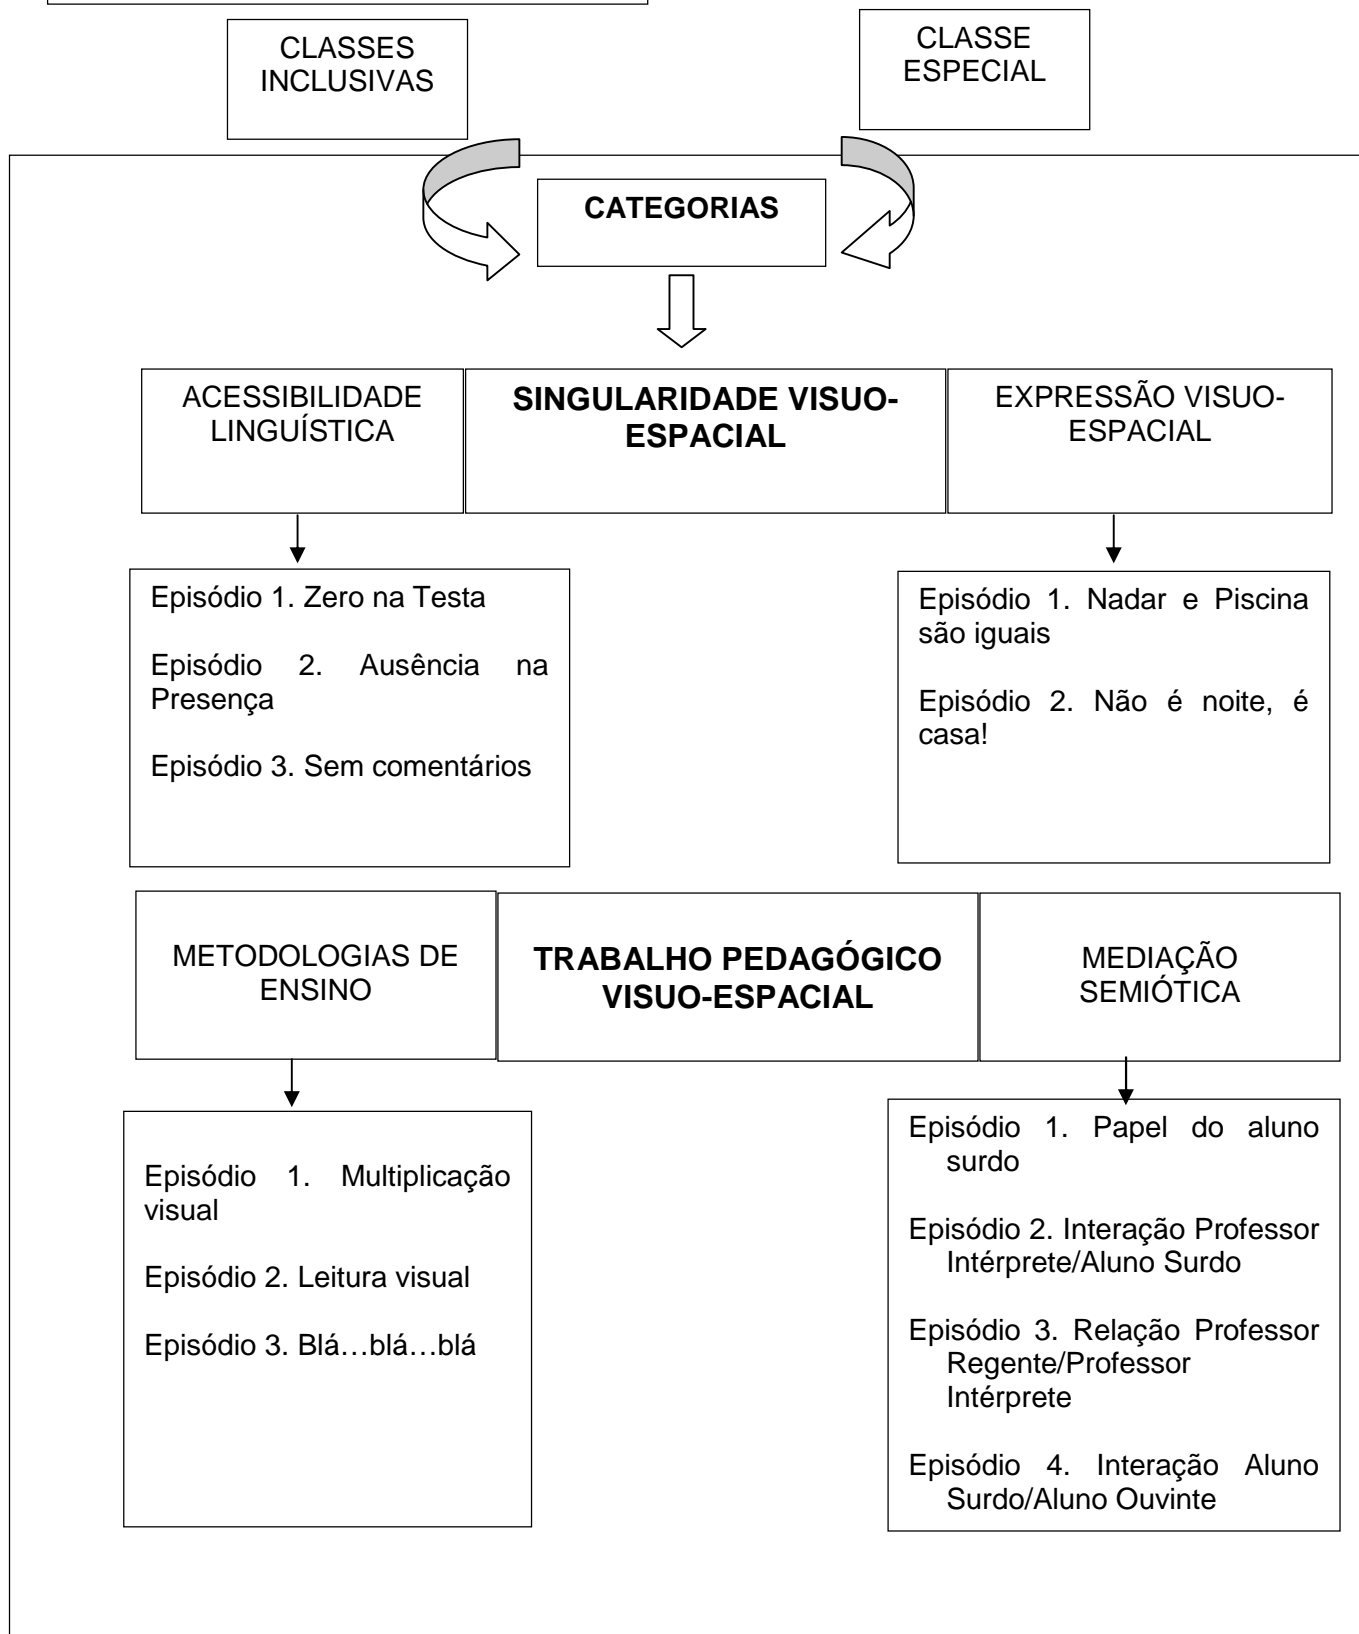 CLASSES
INCLUSIVAS
CLASSE
ESPECIAL
CATEGORIAS
ACESSIBILIDADE
LINGUÍSTICA
SINGULARIDADE VISUO-
ESPACIAL
EXPRESSÃO VISUO-
ESPACIAL
Episódio 1. Zero na Testa
Episódio 2. Ausência na
Presença
Episódio 3. Sem comentários
Episódio 1. Nadar e Piscina
são iguais
Episódio 2. Não é noite, é
casa!
METODOLOGIAS DE
ENSINO
TRABALHO PEDAGÓGICO
VISUO-ESPACIAL
MEDIAÇÃO
SEMIÓTICA
Episódio 1. Multiplicação
visual
Episódio 2. Leitura visual
Episódio 3. Blá…blá…blá
Episódio 1. Papel do aluno
surdo
Episódio 2. Interação Professor
Intérprete/Aluno Surdo
Episódio 3. Relação Professor
Regente/Professor
Intérprete
Episódio 4. Interação Aluno
Surdo/Aluno Ouvinte